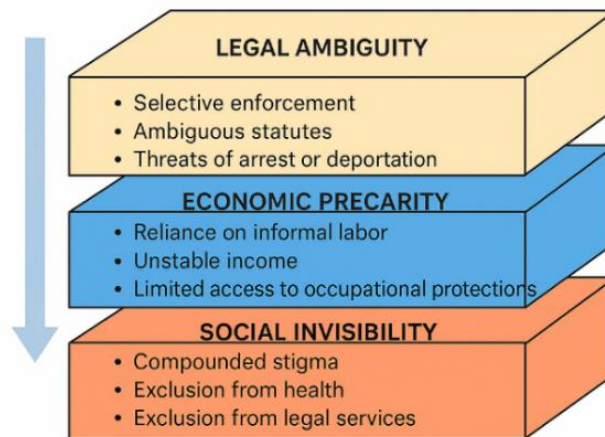 LEGAL AMBIGUITY
• Selective enforcement
• Ambiguous statutes
• Threats of arrest or deportation
ECONOMIC PRECARITY
• Reliance on informal labor
• Unstable income
• Limited access to occupational protections
SOCIAL INVISIBILITY
• Compounded stigma
• Exclusion from health
• Exclusion from legal services